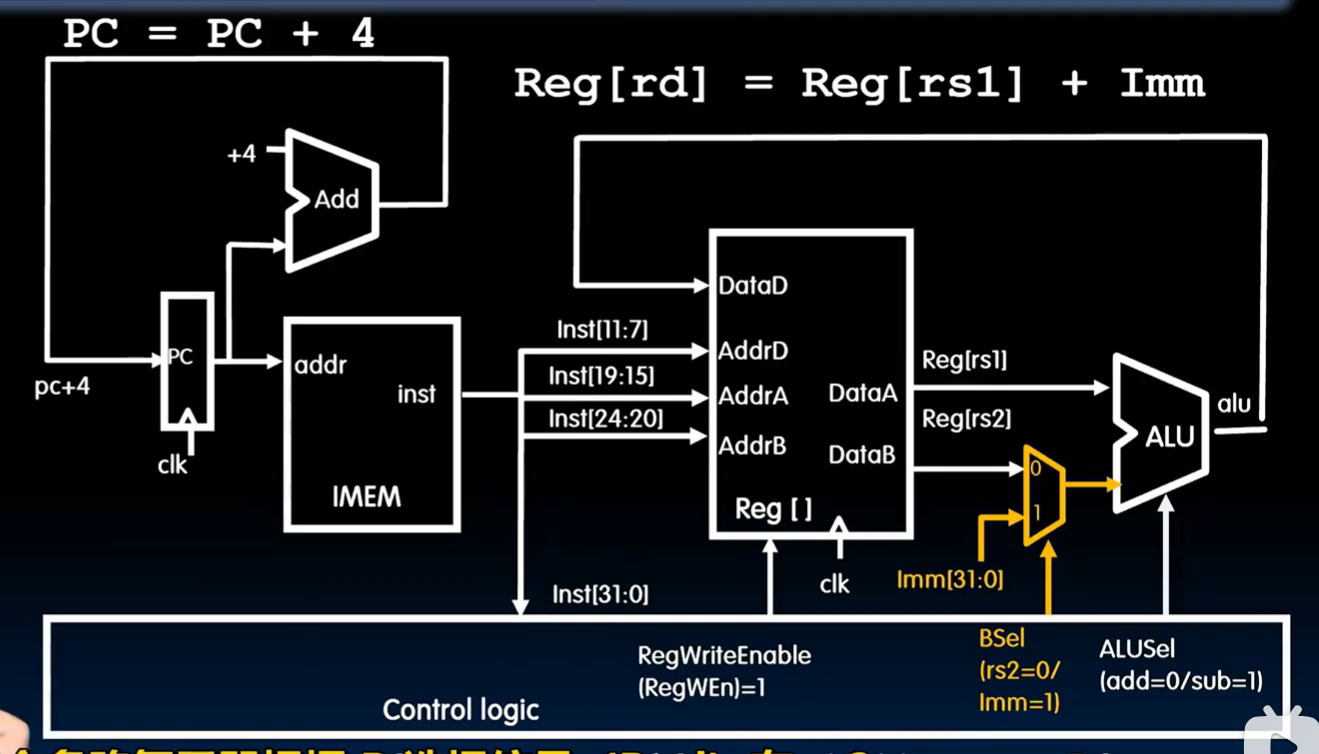 PC = PC + 4
Reg[rd] = Reg[rs1] + Imm
+4
Add
DataD
Inst[11:7]
PC
addr
AddrD
Reg[rs1]
pc+4
inst
Inst[19:15]
AddrA
DataA
alu
Inst[24:20]
Reg[rs2]
ALU
AddrB
DataB
0
clk
IMEM
Reg [ ]
1
clk
Imm[31:0]
Inst[31:0]
RegWriteEnable
(RegWEn)=1
BSel
(rs2=0/
Imm=1)
ALUSel
(add=0/sub=1)
Control logic